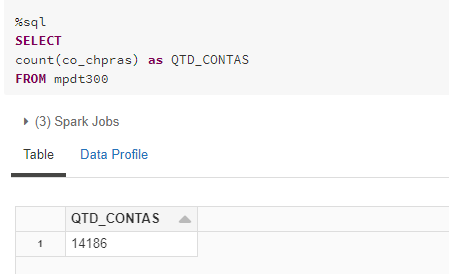 %sql
SELECT
count(co_chpras) as QTD_CONTAS
FROM mpdt300
(3) Spark Jobs
Table Data Profile
QTD_CONTAS
1 14186